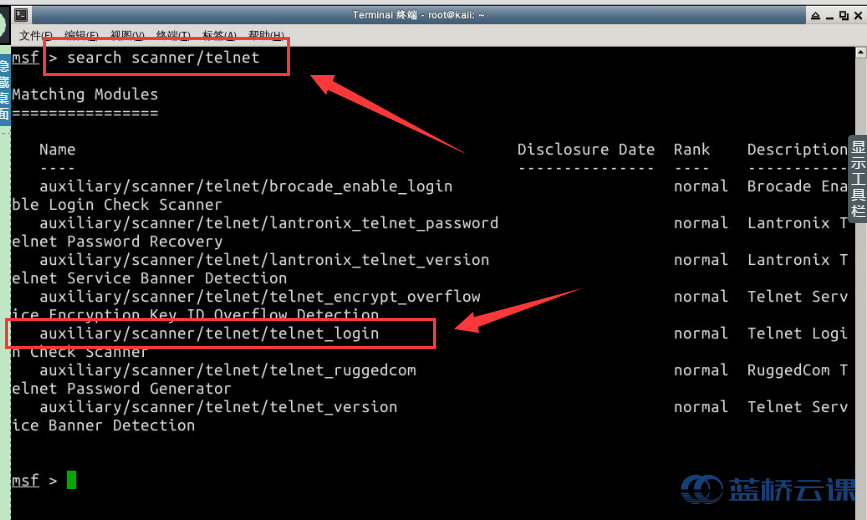 Terminal 终端 - root@kali: ~
文件(F) 编辑(E) 视图(V) 终端(T) 标签(A) 帮助(H)
msf > search scanner/telnet
Matching Modules
================
Name Disclosure Date Rank Description
---- --------------- ---- -----------
auxiliary/scanner/telnet/brocade_enable_login normal Brocade Ena
ble Login Check Scanner
auxiliary/scanner/telnet/lantronix_telnet_password normal Lantronix T
elnet Password Recovery
auxiliary/scanner/telnet/lantronix_telnet_version normal Lantronix T
elnet Service Banner Detection
auxiliary/scanner/telnet/telnet_encrypt_overflow normal Telnet Serv
ice Encryption Key ID Overflow Detection
auxiliary/scanner/telnet/telnet_login normal Telnet Logi
n Check Scanner
auxiliary/scanner/telnet/telnet_ruggedcom normal RuggedCom T
elnet Password Generator
auxiliary/scanner/telnet/telnet_version normal Telnet Serv
ice Banner Detection
msf >
隐藏桌面
显示工具栏
蓝桥云课